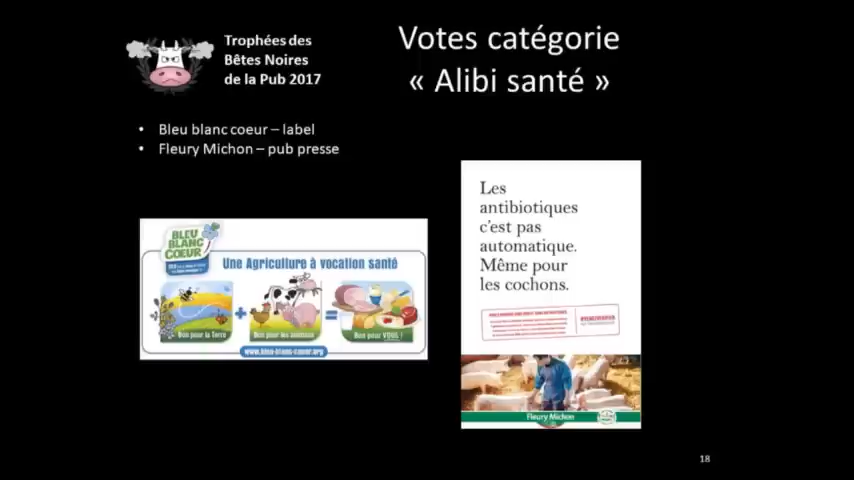 Trophées des
Bêtes Noires
de la Pub 2017
Votes catégorie
« Alibi santé »
• Bleu blanc coeur – label
• Fleury Michon – pub presse
BLEU
BLANC
COEUR
Une Agriculture à vocation santé
Bon pour la Terre
Bon pour les animaux
Bon pour VOUS !
www.bleu-blanc-coeur.org
Les
antibiotiques
c'est pas
automatique.
Même pour
les cochons.
Fleury Michon
18